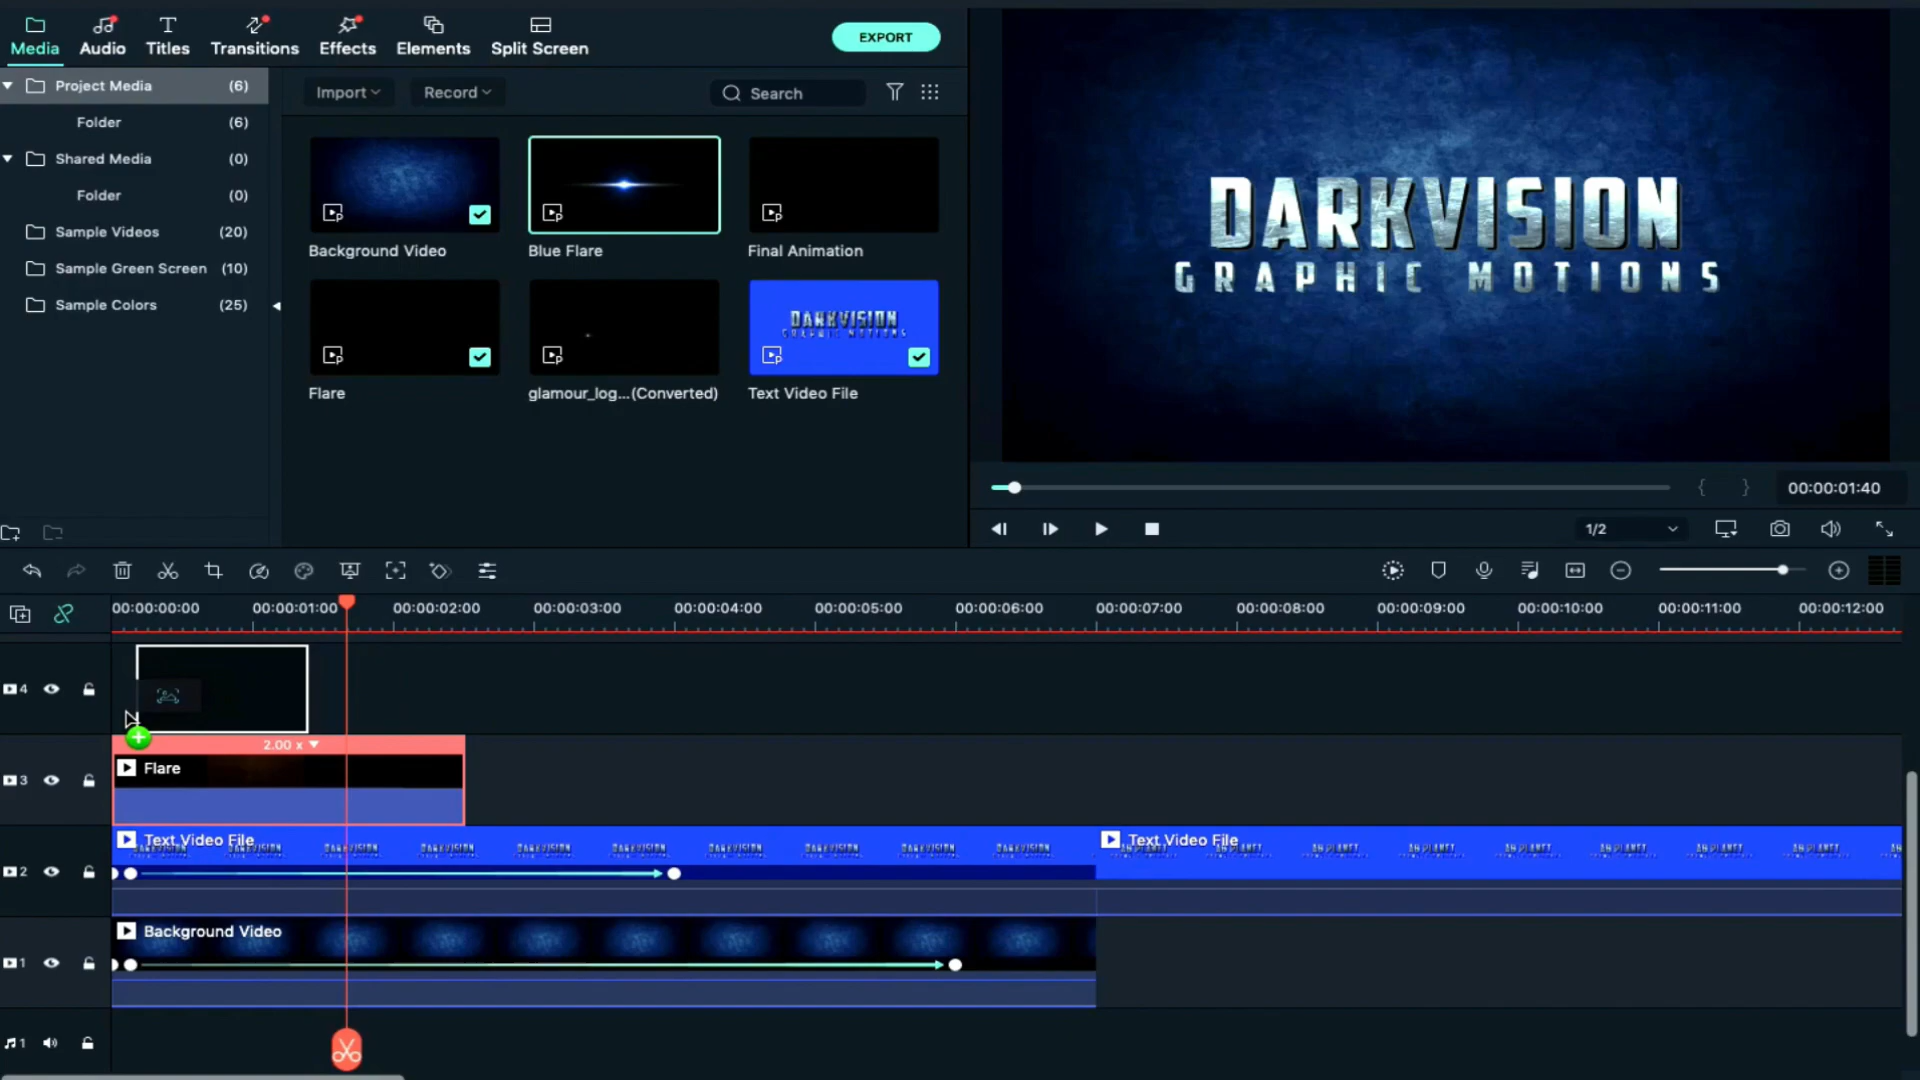 Media
Audio
Titles
Transitions
Effects
Elements
Split Screen
EXPORT
Project Media (6)
Folder (6)
Shared Media (0)
Folder (0)
Sample Videos (20)
Sample Green Screen (10)
Sample Colors (25)
Import
Record
Search
Background Video
Blue Flare
Final Animation
DARKVISION
GRAPHIC MOTIONS
Flare
glamour_log...(Converted)
Text Video File
DARKVISION
GRAPHIC MOTIONS
00:00:01:40
1/2
00:00:00:00 00:00:01:00 00:00:02:00 00:00:03:00 00:00:04:00 00:00:05:00 00:00:06:00 00:00:07:00 00:00:08:00 00:00:09:00 00:00:10:00 00:00:11:00 00:00:12:00
4
2.00 x
3
Flare
Text Video File
Text Video File
2
Background Video
1
1